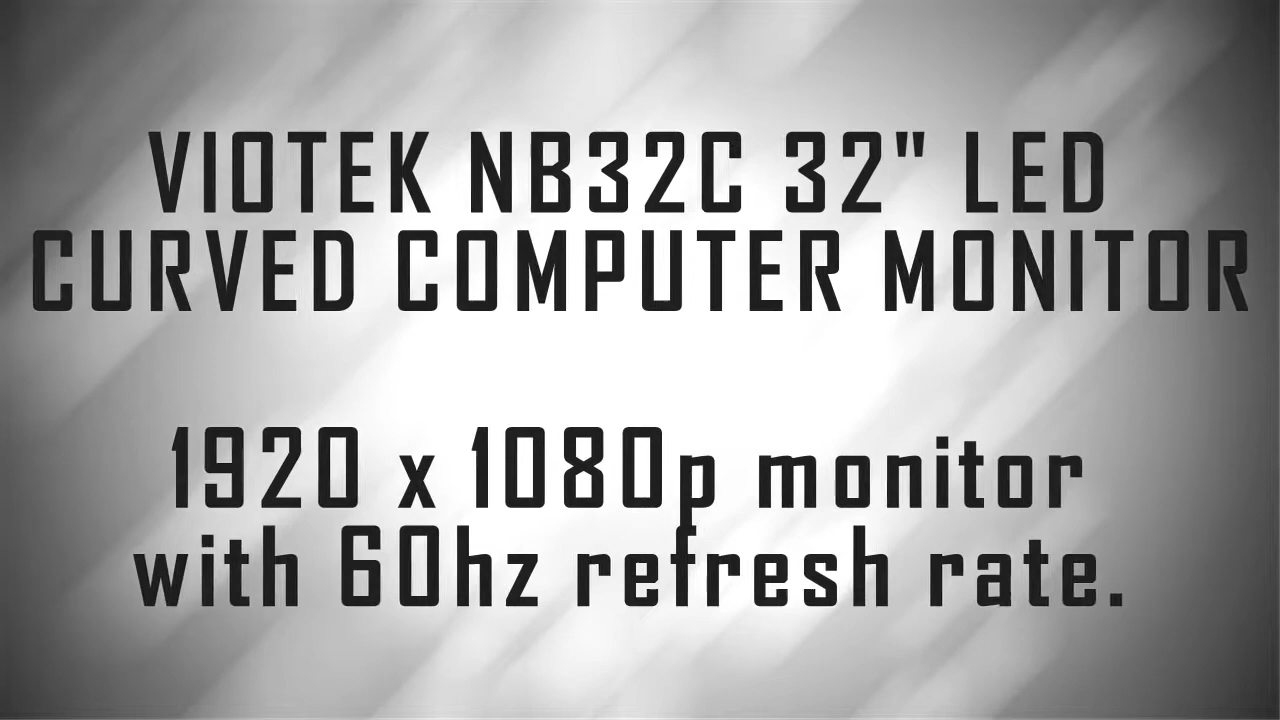 VIOTEK NB32C 32" LED
CURVED COMPUTER MONITOR
1920 x 1080p monitor
with 60hz refresh rate.